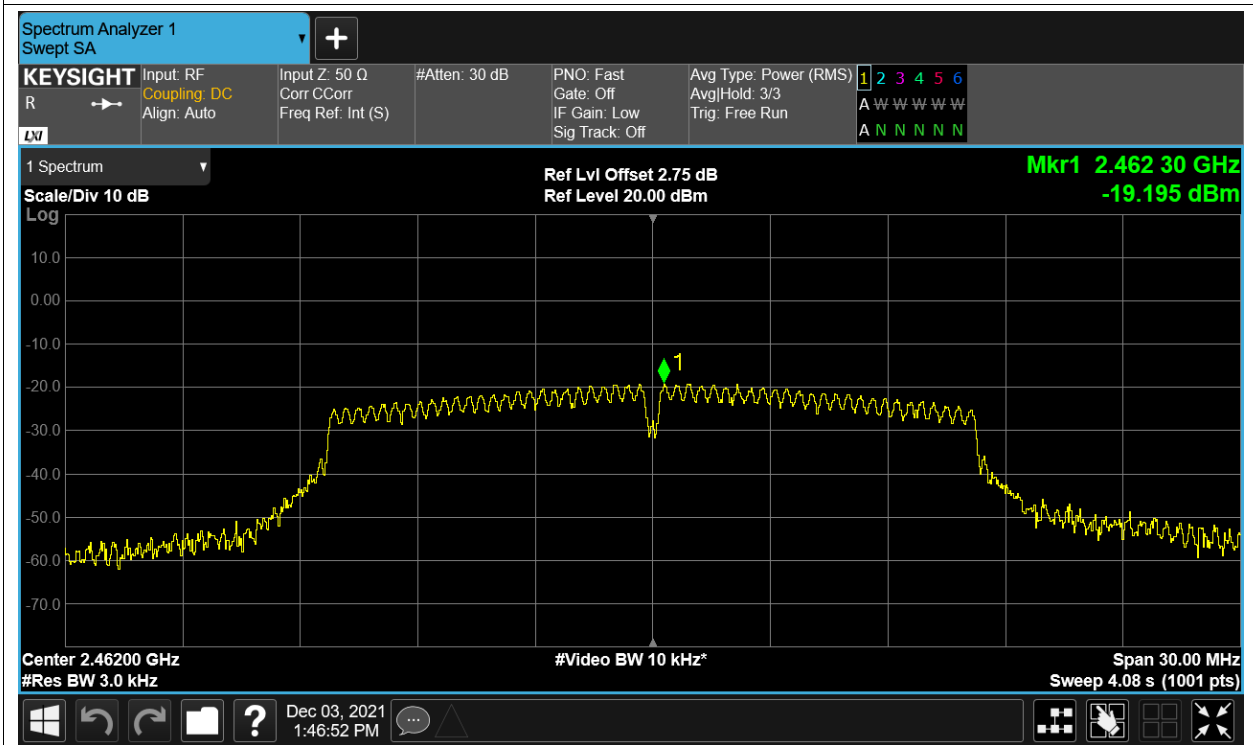 Spectrum Analyzer 1
Swept SA
+
KEYSIGHT Input: RF Input Z: 50 Ω #Atten: 30 dB PNO: Fast Avg Type: Power (RMS) 1 2 3 4 5 6
R Coupling: DC Corr CCorr Gate: Off Avg|Hold: 3/3 A W W W W W
Align: Auto Freq Ref: Int (S) IF Gain: Low Trig: Free Run
LXI Sig Track: Off A N N N N N
1 Spectrum Ref Lvl Offset 2.75 dB Mkr1 2.462 30 GHz
Scale/Div 10 dB Ref Level 20.00 dBm -19.195 dBm
Log
10.0
0.00
-10.0
1
-20.0
-30.0
-40.0
-50.0
-60.0
-70.0
Center 2.46200 GHz #Video BW 10 kHz* Span 30.00 MHz
#Res BW 3.0 kHz Sweep 4.08 s (1001 pts)
? Dec 03, 2021
1:46:52 PM